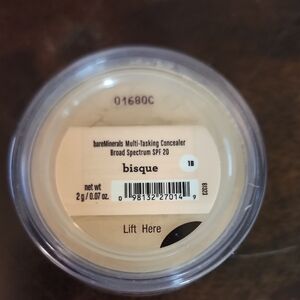 01680C
bareMinerals Multi-Tasking Concealer
Broad Spectrum SPF 20
bisque
1B
net wt
2 g / 0.07 oz.
0 98132 27014 9
Lift Here